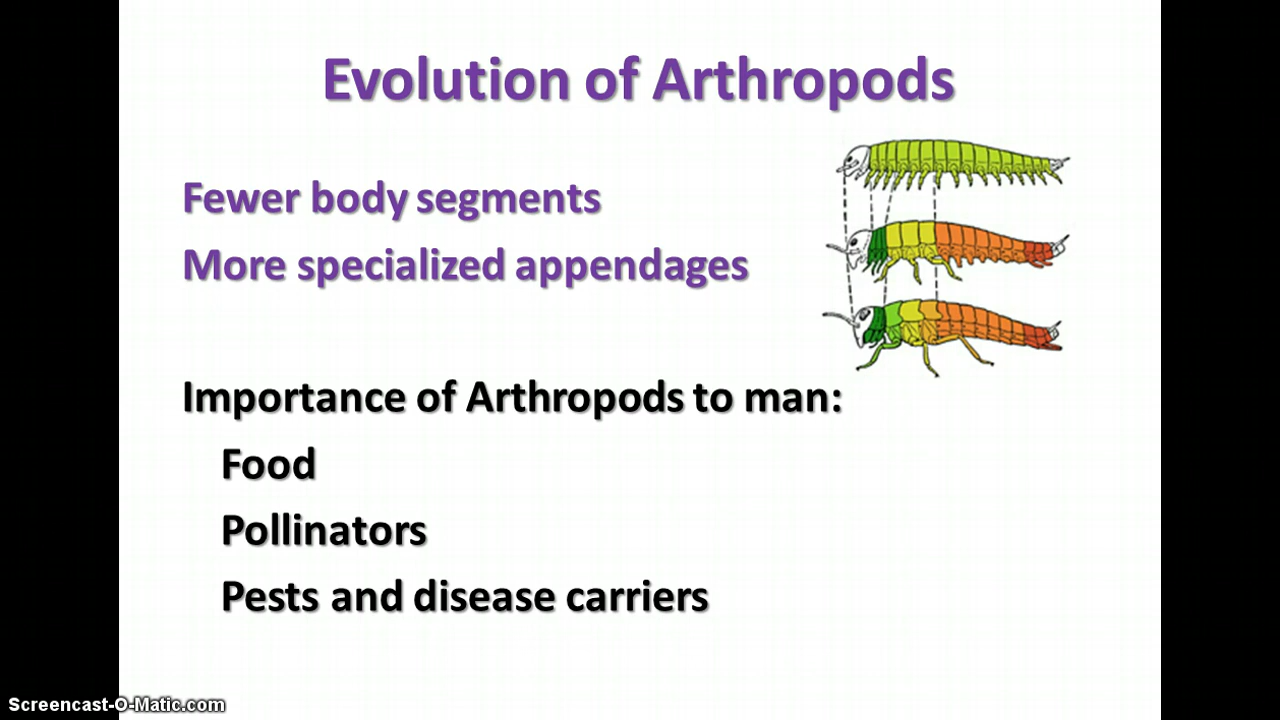 Evolution of Arthropods
Fewer body segments
More specialized appendages
Importance of Arthropods to man:
Food
Pollinators
Pests and disease carriers
Screencast-O-Matic.com